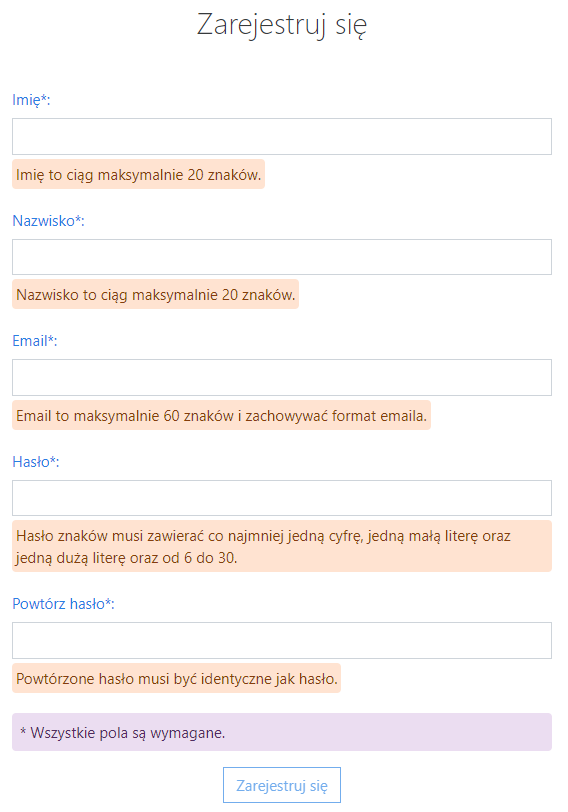 Zarejestruj się
Imię*:
Imię to ciąg maksymalnie 20 znaków.
Nazwisko*:
Nazwisko to ciąg maksymalnie 20 znaków.
Email*:
Email to maksymalnie 60 znaków i zachowywać format emaila.
Hasło*:
Hasło znaków musi zawierać co najmniej jedną cyfrę, jedną małą literę oraz
jedną dużą literę oraz od 6 do 30.
Powtórz hasło*:
Powtórzone hasło musi być identyczne jak hasło.
* Wszystkie pola są wymagane.
Zarejestruj się